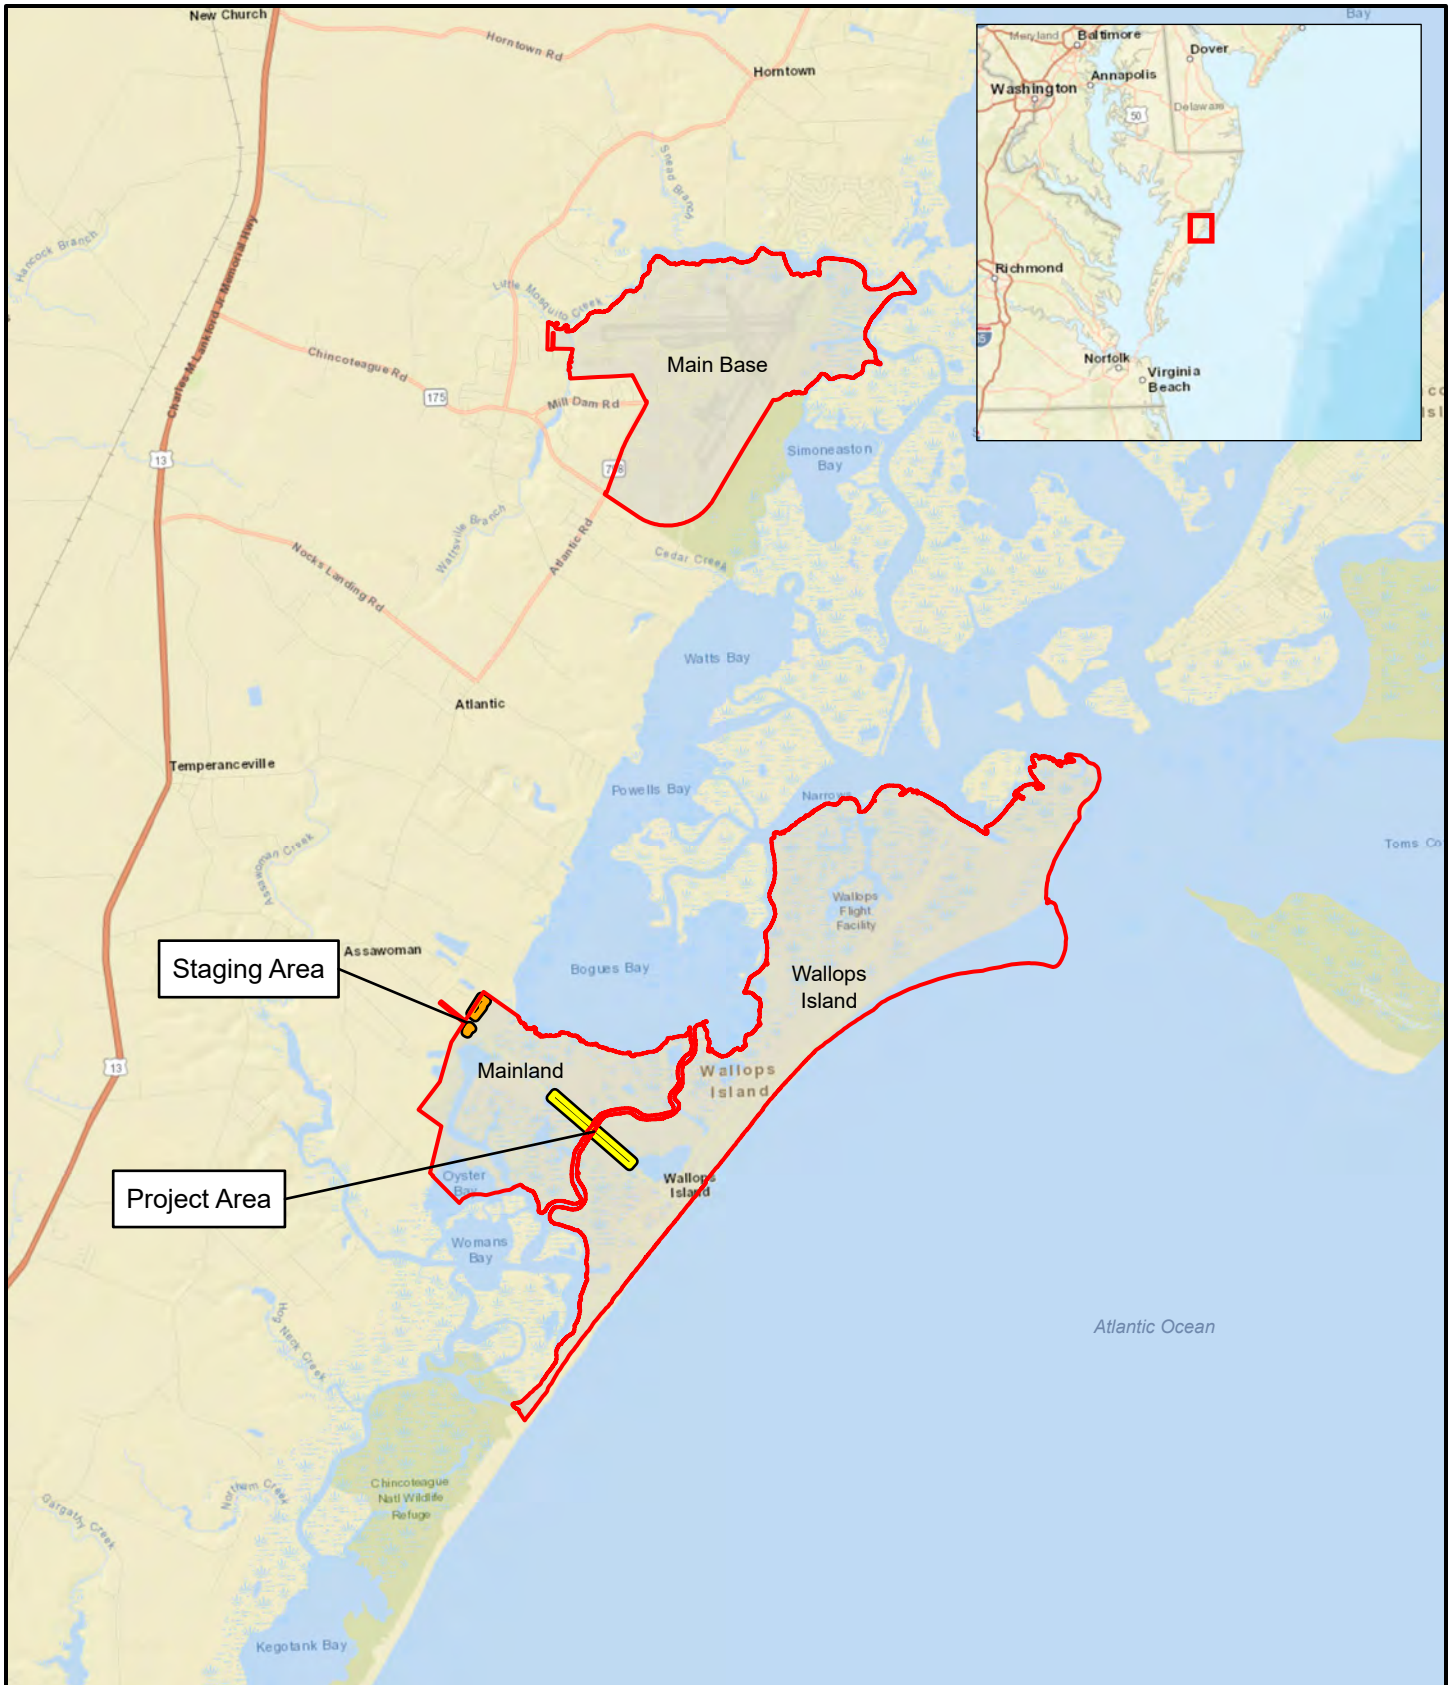 New Church
Horntown Rd
Horntown
Bay
Maryland
Baltimore
Dover
Washington
Annapolis
50
Delaware
Richmond
Norfolk
Virginia
Beach
Snead Branch
Hancock Branch
Charles M Lankford Jr Memorial Hwy
Little Mosquito Creek
Main Base
Chincoteague Rd
175
Mill Dam Rd
13
Simoneaston
Bay
Wattsville Branch
Atlantic Rd
Nocks Landing Rd
Cedar Creek
Watts Bay
Atlantic
Temperanceville
Powells Bay
Narrows
Assawoman Creek
Toms Co
Wallops
Flight
Facility
Assawoman
Staging Area
Bogues Bay
Wallops
Island
Mainland
Wallops
Island
13
Project Area
Oyster
Bay
Wallops
Island
Womans
Bay
Hog Neck Creek
Atlantic Ocean
Chincoteague
Natl Wildlife
Refuge
Northam Creek
Gargathy Creek
Kegotank Bay